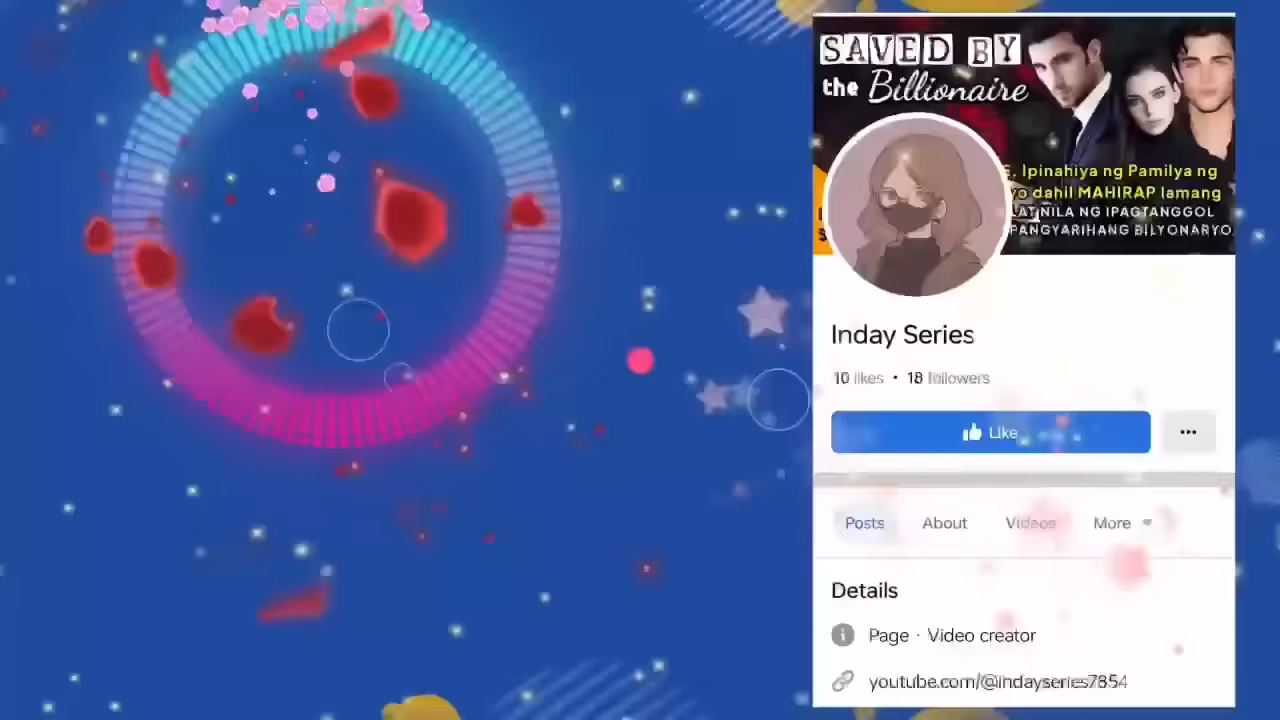 SAVED BY
the Billionaire
Ipinahiya ng Pamilya ng
yo dahil MAHIRAP lamang
NILA NG IPAGTANGGOL
PANGYARIHANG BILYONARYO
Inday Series
10 likes • 18 followers
Like
Posts About Videos More
Details
Page · Video creator
youtube.com/@indayseries7854